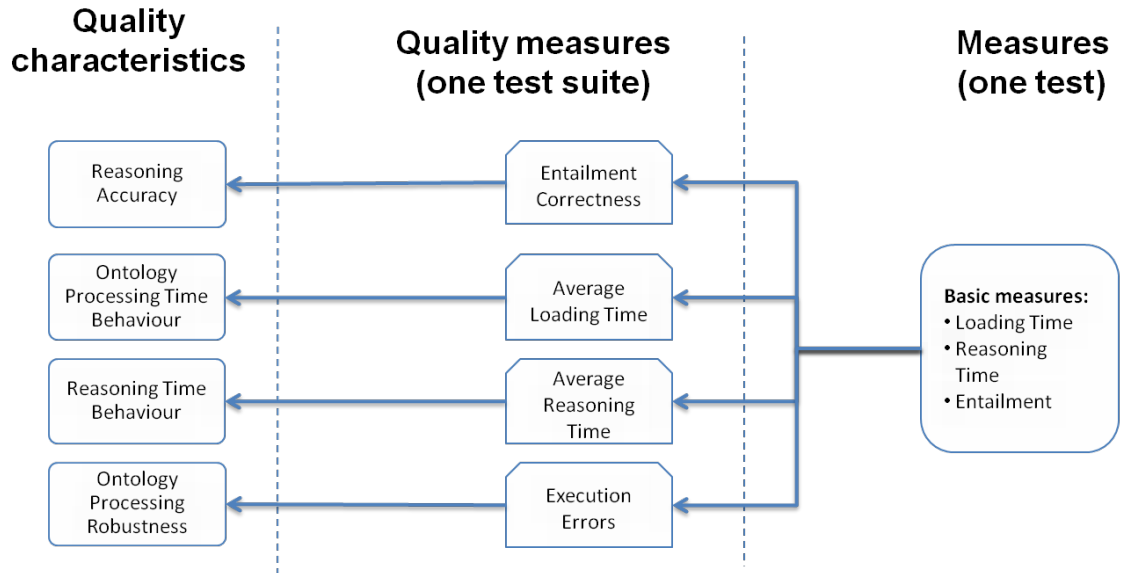 Quality
characteristics
Quality measures
(one test suite)
Measures
(one test)
Reasoning
Accuracy
Entailment
Correctness
Ontology
Processing Time
Behaviour
Average
Loading Time
Basic measures:
• Loading Time
• Reasoning
Time
• Entailment
Reasoning Time
Behaviour
Average
Reasoning
Time
Ontology
Processing
Robustness
Execution
Errors